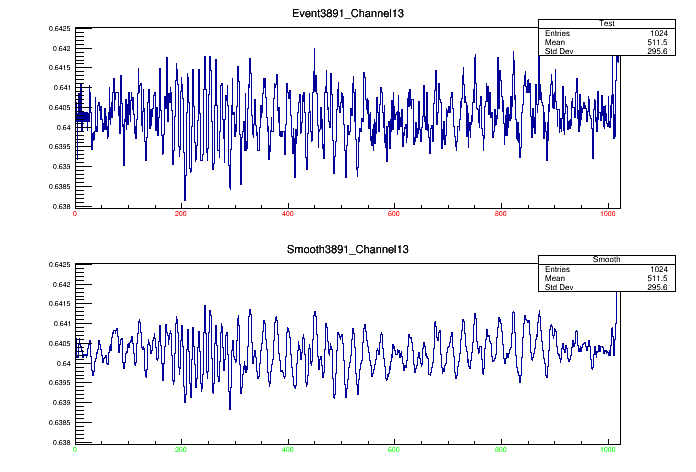 Event3891_Channel13
Test
Entries 1024
Mean 511.5
Std Dev 295.6
0.6425
0.642
0.6415
0.641
0.6405
0.64
0.6395
0.639
0.6385
0.638
0 200 400 600 800 1000
Smooth3891_Channel13
Smooth
Entries 1024
Mean 511.5
Std Dev 295.6
0.6425
0.642
0.6415
0.641
0.6405
0.64
0.6395
0.639
0.6385
0.638
0 200 400 600 800 1000